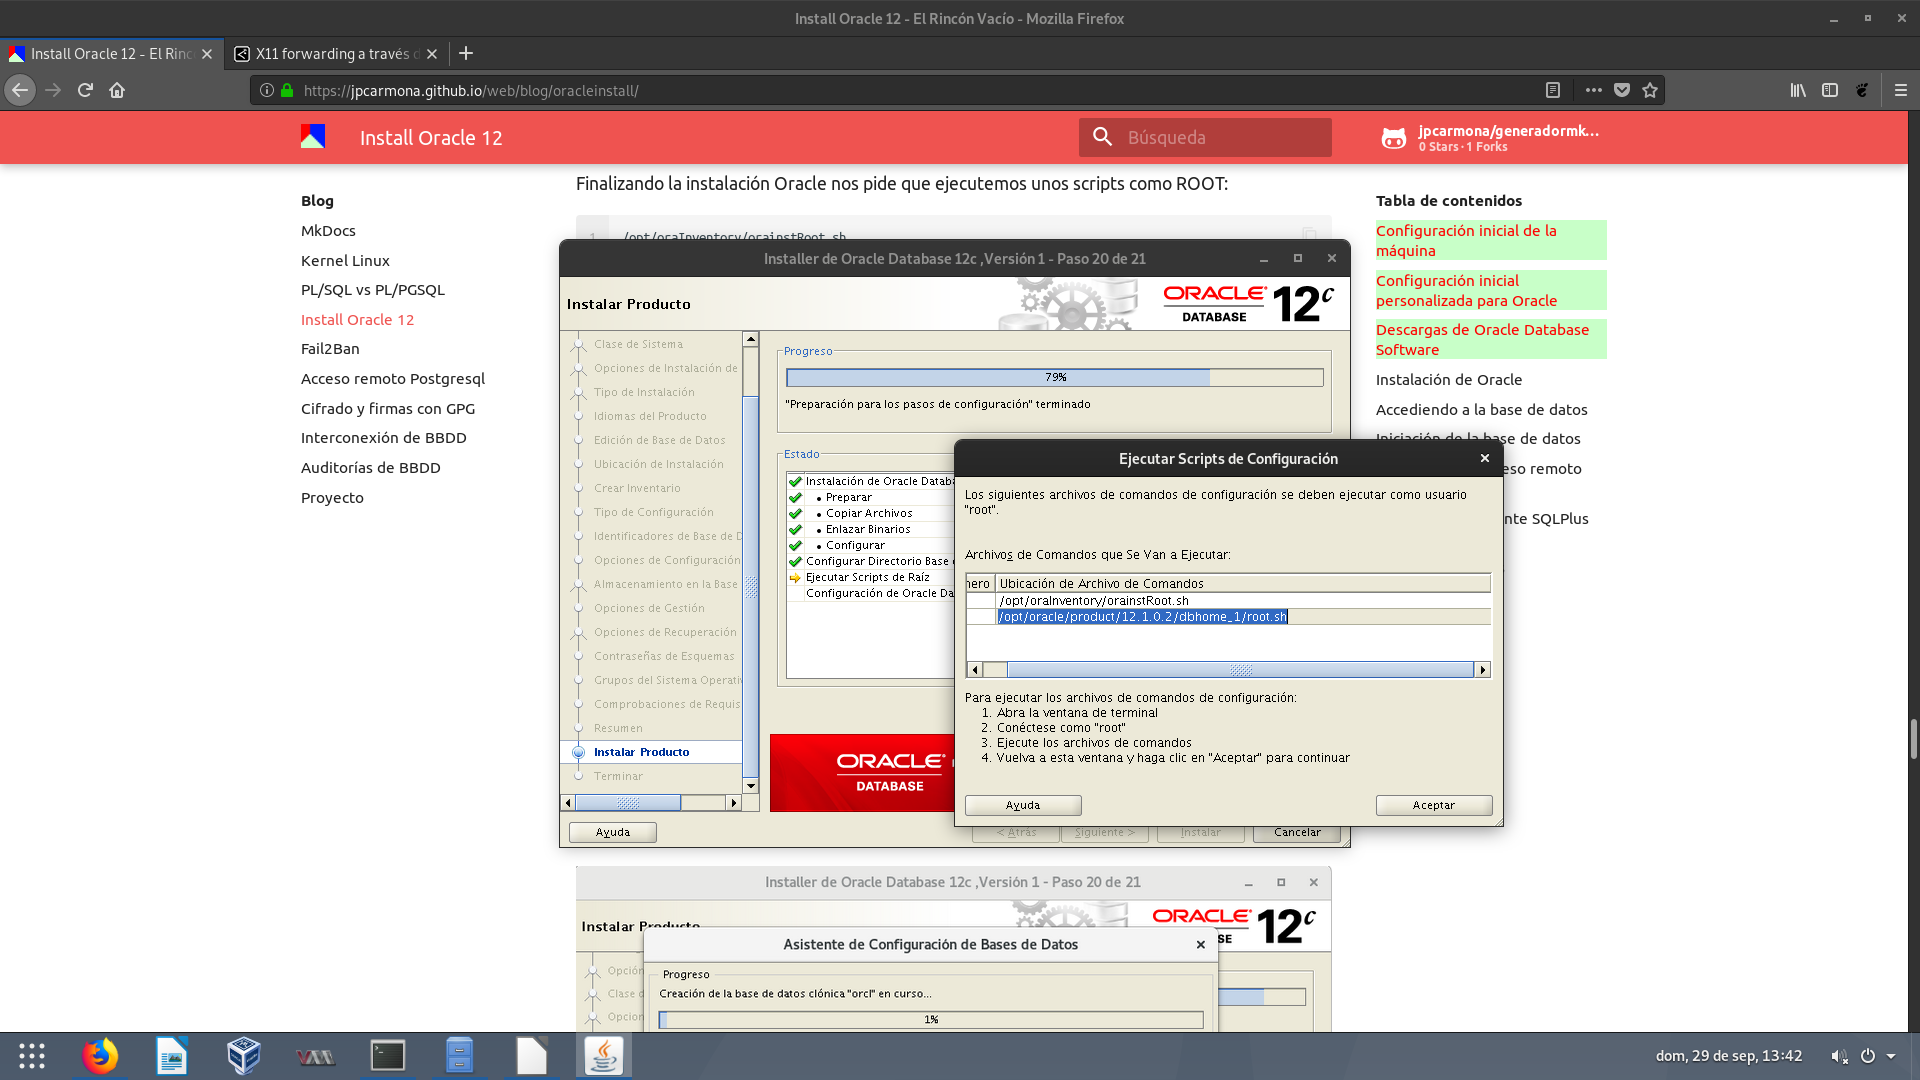 Install Oracle 12 - El Rincón Vacío - Mozilla Firefox
Install Oracle 12 - El Rinc
X11 forwarding a través d
https://jpcarmona.github.io/web/blog/oracleinstall/
Install Oracle 12
Búsqueda
jpcarmona/generadormk...
0 Stars · 1 Forks
Blog
MkDocs
Kernel Linux
PL/SQL vs PL/PGSQL
Install Oracle 12
Fail2Ban
Acceso remoto Postgresql
Cifrado y firmas con GPG
Interconexión de BBDD
Auditorías de BBDD
Proyecto
Finalizando la instalación Oracle nos pide que ejecutemos unos scripts como ROOT:
1 /opt/oraInventory/orainstRoot.sh
Tabla de contenidos
Configuración inicial de la
máquina
Configuración inicial
personalizada para Oracle
Descargas de Oracle Database
Software
Instalación de Oracle
Accediendo a la base de datos
Iniciación de la base de datos
eso remoto
nte SQLPlus
Installer de Oracle Database 12c ,Versión 1 - Paso 20 de 21
Instalar Producto
ORACLE
DATABASE
12c
Clase de Sistema
Opciones de Instalación de
Tipo de Instalación
Idiomas del Producto
Edición de Base de Datos
Ubicación de Instalación
Crear Inventario
Tipo de Configuración
Identificadores de Base de D
Opciones de Configuración
Almacenamiento en la Base
Opciones de Gestión
Opciones de Recuperación
Contraseñas de Esquemas
Grupos del Sistema Operativ
Comprobaciones de Requis
Resumen
Instalar Producto
Terminar
Progreso
79%
"Preparación para los pasos de configuración" terminado
Estado
Instalación de Oracle Databa
• Preparar
• Copiar Archivos
• Enlazar Binarios
• Configurar
Configurar Directorio Base
Ejecutar Scripts de Raíz
Configuración de Oracle Da
ORACLE
DATABASE
Ayuda
< Atrás
Siguiente >
Instalar
Cancelar
Ejecutar Scripts de Configuración
Los siguientes archivos de comandos de configuración se deben ejecutar como usuario
"root".
Archivos de Comandos que Se Van a Ejecutar:
nero Ubicación de Archivo de Comandos
/opt/oraInventory/orainstRoot.sh
/opt/oracle/product/12.1.0.2/dbhome_1/root.sh
Para ejecutar los archivos de comandos de configuración:
1. Abra la ventana de terminal
2. Conéctese como "root"
3. Ejecute los archivos de comandos
4. Vuelva a esta ventana y haga clic en "Aceptar" para continuar
Ayuda
Aceptar
Installer de Oracle Database 12c ,Versión 1 - Paso 20 de 21
Instalar Producto
ORACLE
SE
12c
Opción
Clase d
Opcion
Asistente de Configuración de Bases de Datos
Progreso
Creación de la base de datos clónica "orcl" en curso...
1%
dom, 29 de sep, 13:42